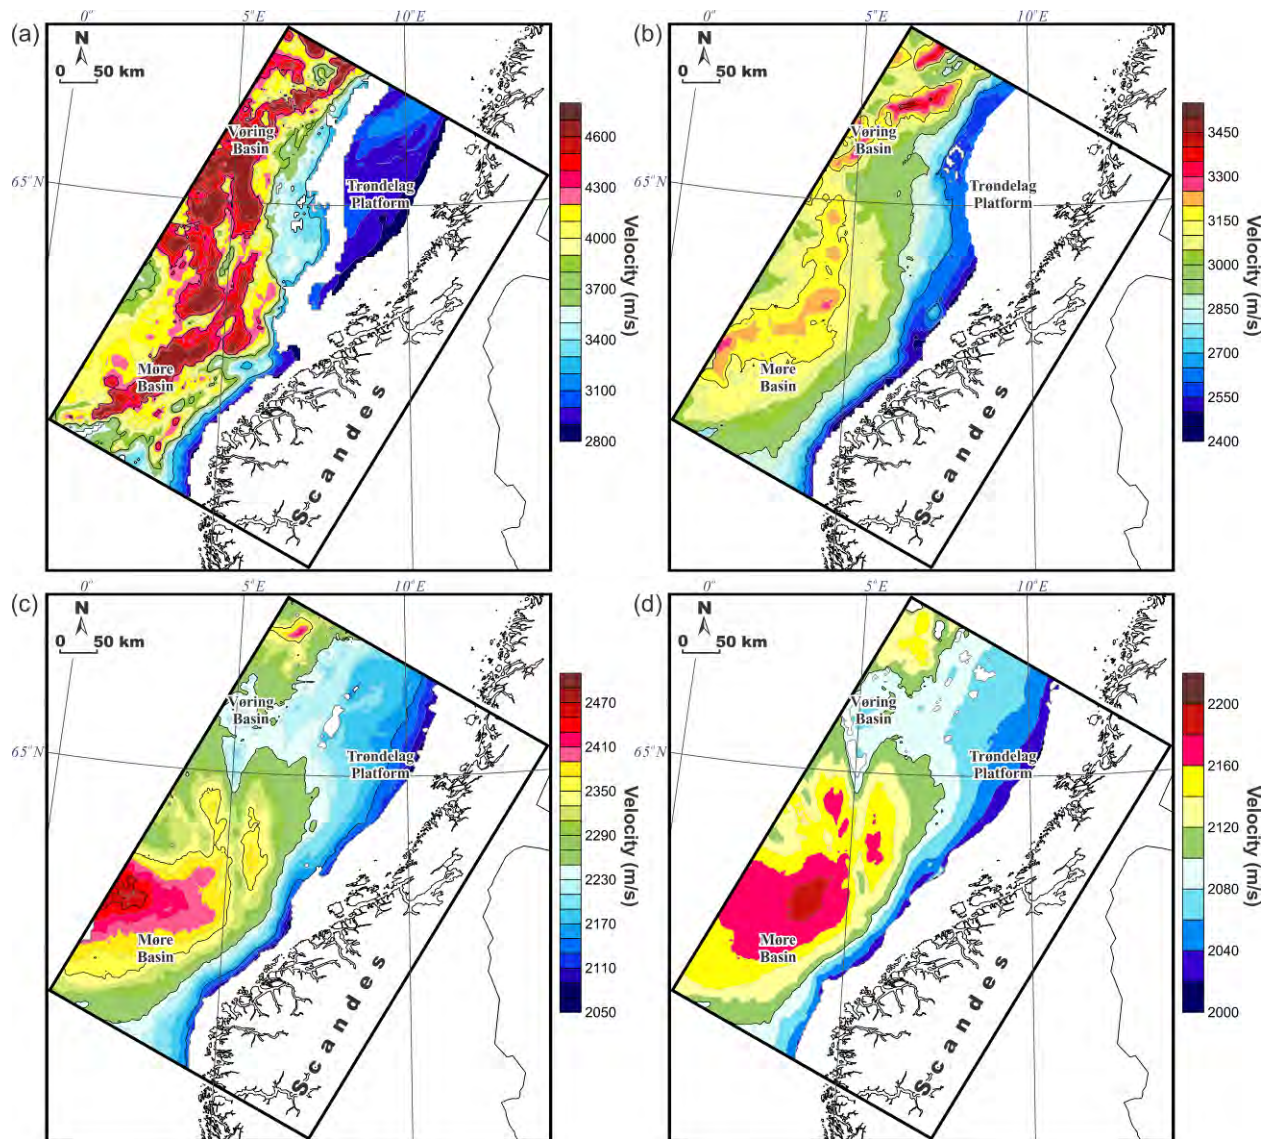 (a)
0° 5°E 10°E
N
0 50 km
65°N
Vøring
Basin
Trøndelag
Platform
Møre
Basin
Scandes
4600
4300
4000
3700
3400
3100
2800
Velocity (m/s)
(b)
0° 5°E 10°E
N
0 50 km
65°N
Vøring
Basin
Trøndelag
Platform
Møre
Basin
Scandes
3450
3300
3150
3000
2850
2700
2550
2400
Velocity (m/s)
(c)
0° 5°E 10°E
N
0 50 km
65°N
Vøring
Basin
Trøndelag
Platform
Møre
Basin
Scandes
2470
2410
2350
2290
2230
2170
2110
2050
Velocity (m/s)
(d)
0° 5°E 10°E
N
0 50 km
65°N
Vøring
Basin
Trøndelag
Platform
Møre
Basin
Scandes
2200
2160
2120
2080
2040
2000
Velocity (m/s)